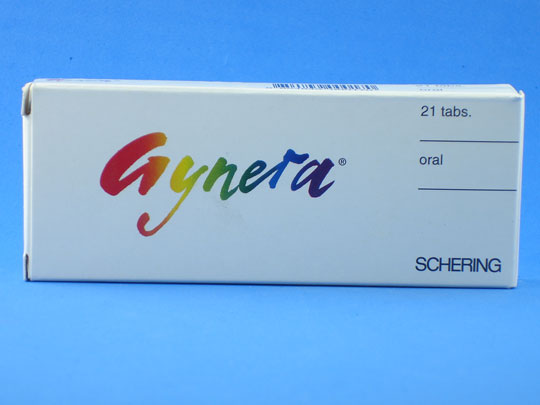 Gynera®
21 tabs.
oral
SCHERING